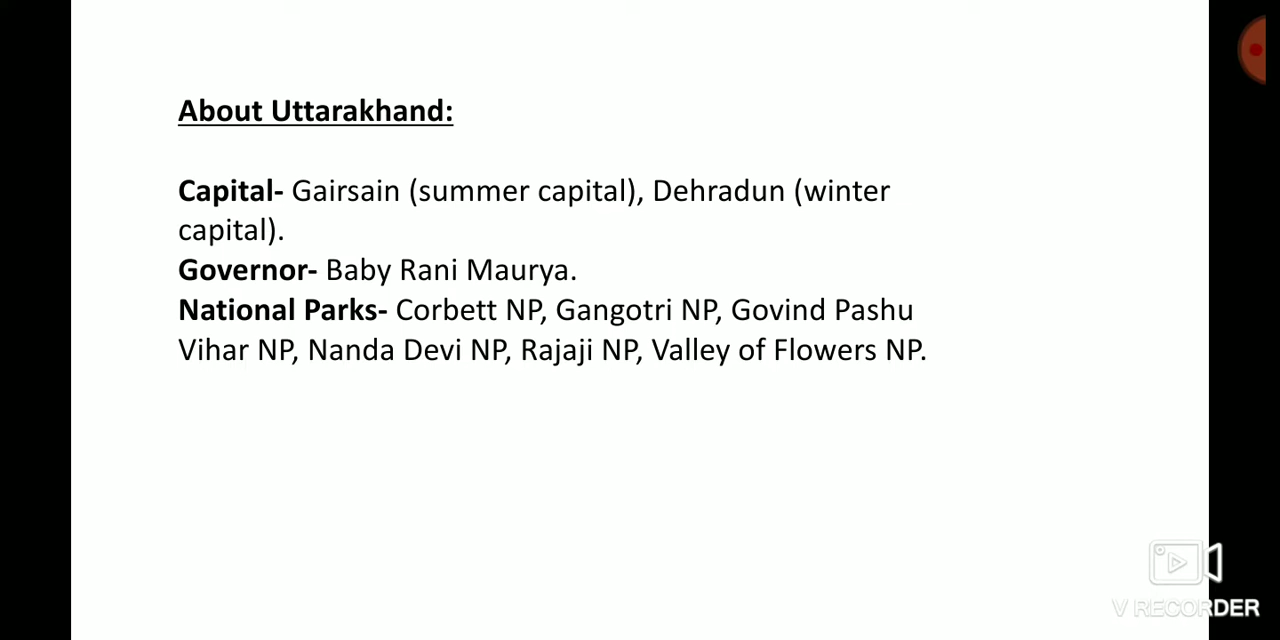 About Uttarakhand:
Capital- Gairsain (summer capital), Dehradun (winter
capital).
Governor- Baby Rani Maurya.
National Parks- Corbett NP, Gangotri NP, Govind Pashu
Vihar NP, Nanda Devi NP, Rajaji NP, Valley of Flowers NP.
V RECORDER